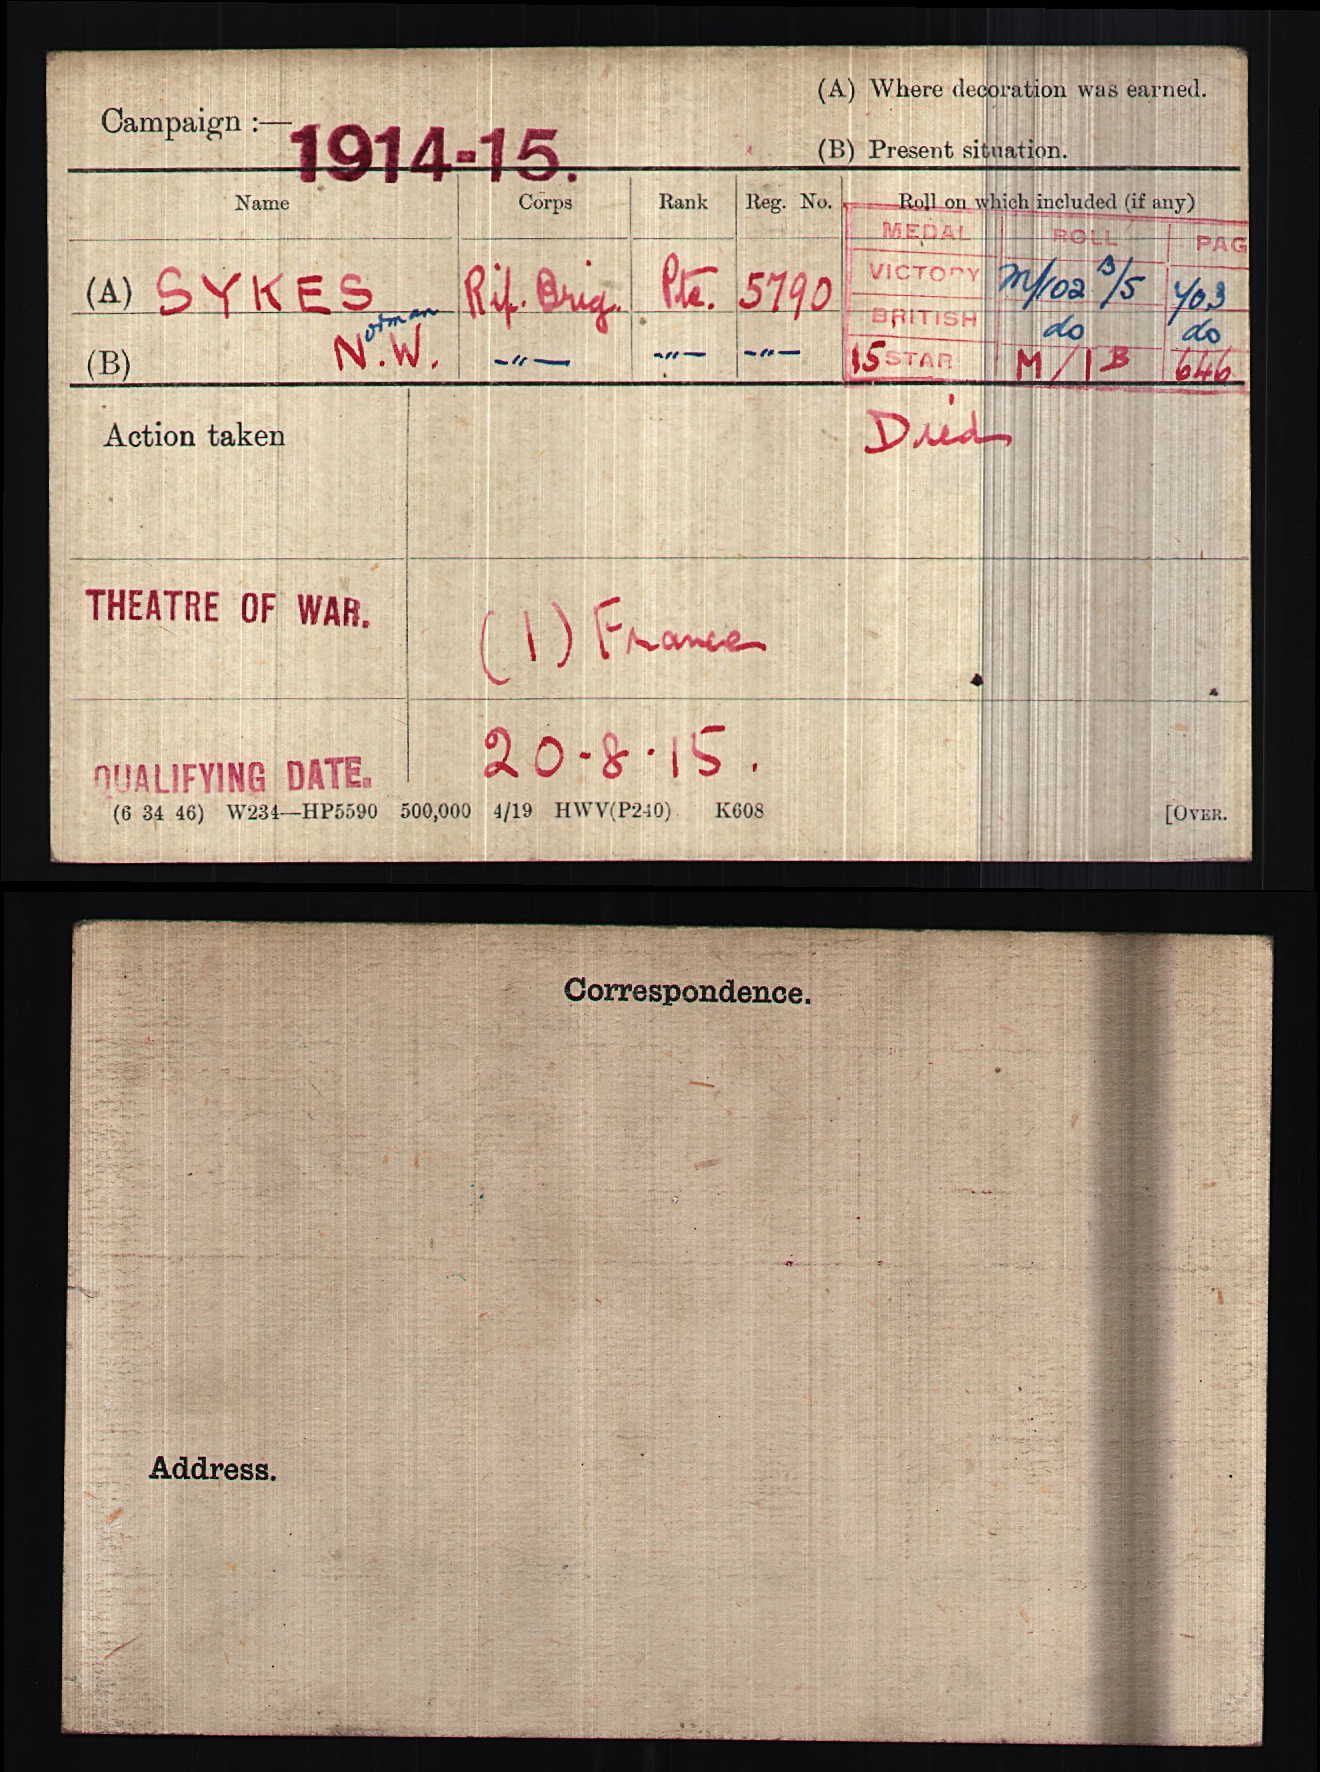 (A) Where decoration was earned.
Campaign :— 1914-15.
(B) Present situation.
Name Corps Rank Reg. No. Roll on which included (if any)
MEDAL ROLL PAG
(A) SYKES Rif. Brig. Pte. 5790 VICTORY M/102 B/5 403
otman BRITISH do do
(B) N.W. —"— —"— —"— 15 STAR M/1B 646
Action taken Died
THEATRE OF WAR. (1) France
QUALIFYING DATE. 20-8-15.
(6 34 46) W234—HP5590 500,000 4/19 HWV(P240) K608 [OVER.
Correspondence.
Address.